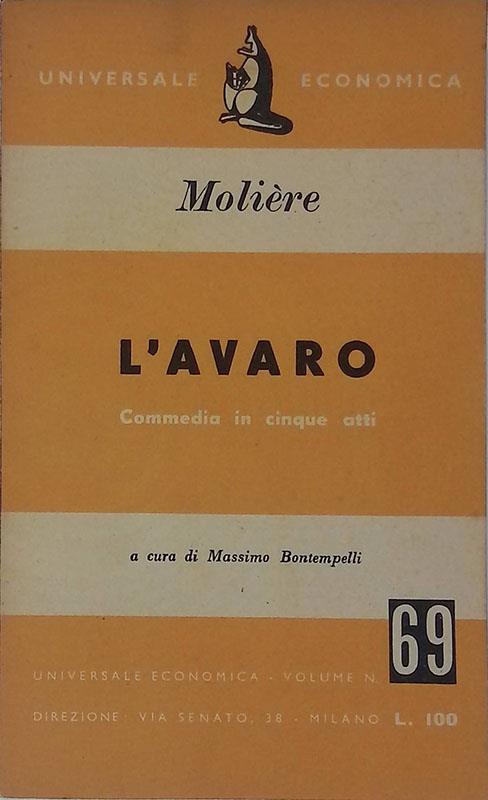 UNIVERSALE ECONOMICA
Molière
L'AVARO
Commedia in cinque atti
a cura di Massimo Bontempelli
69
UNIVERSALE ECONOMICA - VOLUME N.
DIREZIONE: VIA SENATO, 38 - MILANO L. 100